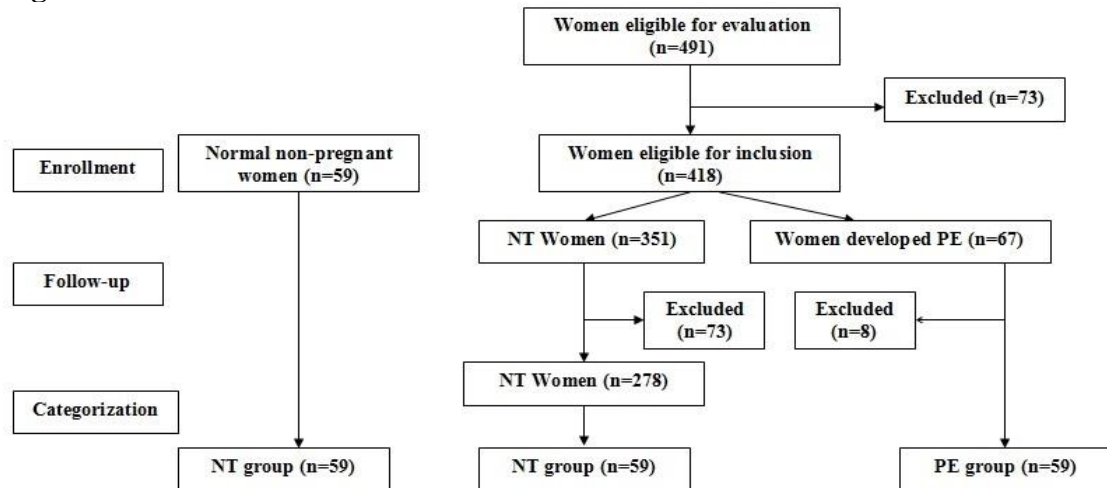 Women eligible for evaluation
(n=491)
Excluded (n=73)
Enrollment
Normal non-pregnant
women (n=59)
Women eligible for inclusion
(n=418)
NT Women (n=351)
Women developed PE (n=67)
Follow-up
Excluded
(n=73)
Excluded
(n=8)
NT Women (n=278)
Categorization
NT group (n=59)
NT group (n=59)
PE group (n=59)